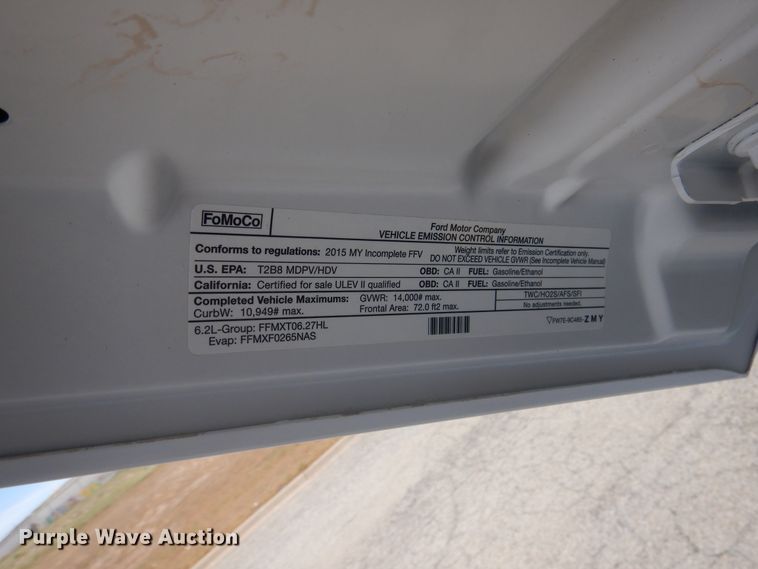 FoMoCo
Ford Motor Company
VEHICLE EMISSION CONTROL INFORMATION
Conforms to regulations: 2015 MY Incomplete FFV
Weight limits refer to Emission Certification only.
DO NOT EXCEED VEHICLE GVWR (See Incomplete Vehicle Manual)
U.S. EPA: T2B8 MDPV/HDV OBD: CA II FUEL: Gasoline/Ethanol
California: Certified for sale ULEV II qualified OBD: CA II FUEL: Gasoline/Ethanol
Completed Vehicle Maximums: GVWR: 14,000# max.
CurbW: 10,949# max. Frontal Area: 72.0 ft2 max.
TWC/HO2S/AFS/SFI
No adjustments needed.
6.2L-Group: FFMXT06.27HL
Evap: FFMXF0265NAS
ZMY
Purple Wave Auction